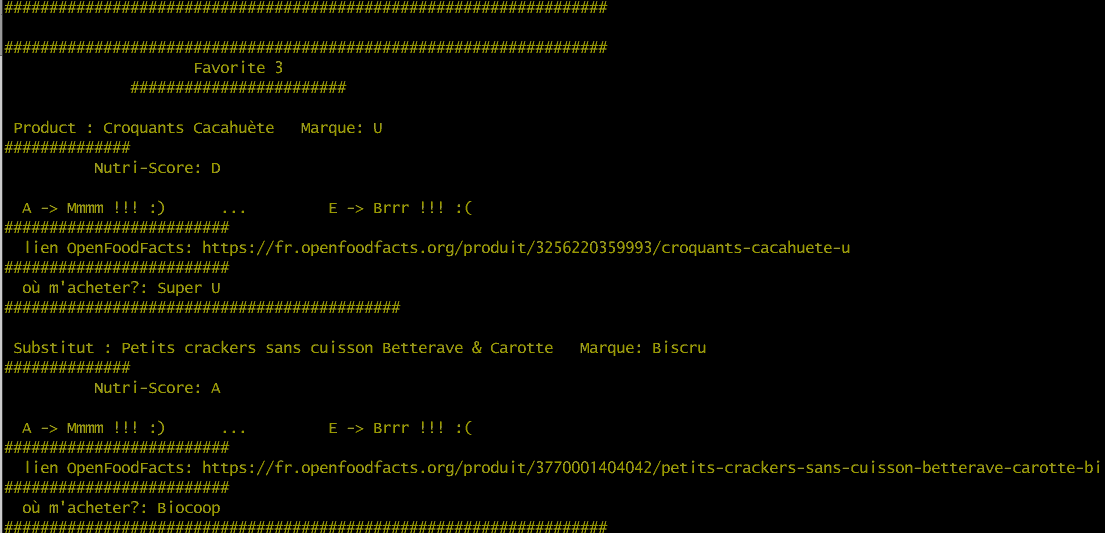 ###################################################################
###################################################################
Favorite 3
########################
Product : Croquants Cacahuète   Marque: U
##############
Nutri-Score: D
A -> Mmmm !!! :)      ...         E -> Brrr !!! :(
#########################
lien OpenFoodFacts: https://fr.openfoodfacts.org/produit/3256220359993/croquants-cacahuete-u
#########################
où m'acheter?: Super U
############################################
Substitut : Petits crackers sans cuisson Betterave & Carotte   Marque: Biscru
##############
Nutri-Score: A
A -> Mmmm !!! :)      ...         E -> Brrr !!! :(
#########################
lien OpenFoodFacts: https://fr.openfoodfacts.org/produit/3770001404042/petits-crackers-sans-cuisson-betterave-carotte-bi
#########################
où m'acheter?: Biocoop
###################################################################